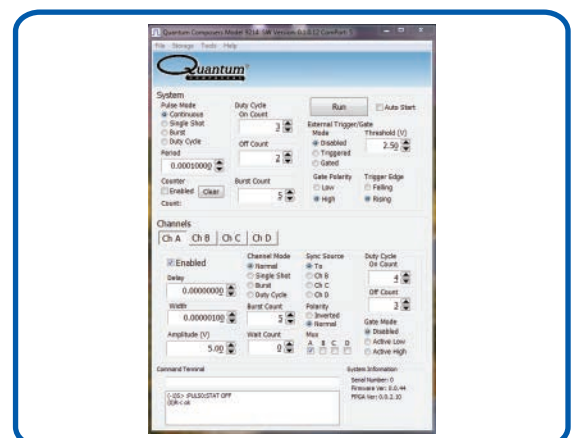 Quantum Composers Model 9214 SW Version 0.1.0.12 ComPort: 5
File Storage Tools Help
Quantum
COMPOSERS
System
Pulse Mode
Continuous
Single Shot
Burst
Duty Cycle
Period
0.00010000
Counter
Enabled Clear
Count:
Duty Cycle
On Count
3
Off Count
2
Burst Count
5
Run Auto Start
External Trigger/Gate
Mode
Disabled
Triggered
Gated
Threshold (V)
2.50
Gate Polarity
Low
High
Trigger Edge
Falling
Rising
Channels
Ch A Ch B Ch C Ch D
Enabled
Delay
0.00000000
Width
0.00000100
Amplitude (V)
5.00
Channel Mode
Normal
Single Shot
Burst
Duty Cycle
Burst Count
5
Wait Count
0
Sync Source
To
Ch B
Ch C
Ch D
Polarity
Inverted
Normal
Mux
A B C D
Duty Cycle
On Count
4
Off Count
3
Gate Mode
Disabled
Active Low
Active High
Command Terminal
:PULS0:STAT OFF
ok
System Information
Serial Number: 0
Firmware Ver: 0.0.44
FPGA Ver: 0.0.2.10